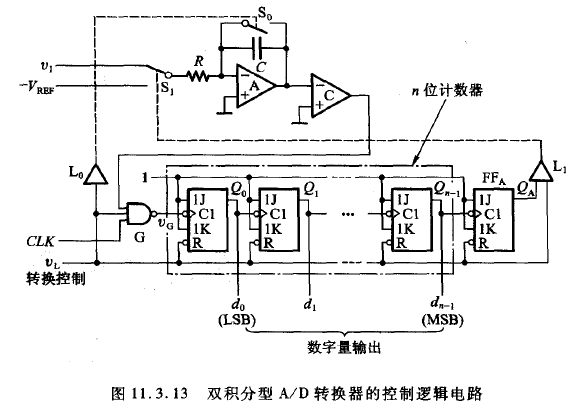 S₀
v₁ R C
−V_REF S₁ − + A − + C
n 位计数器
L₀ 1 FF_A L₁
Q₀ Q₁ Q_{n-1} Q_A
1J 1J 1J 1J
G v_G C1 C1 ... C1 C1
1K 1K 1K 1K
CLK R R R R
v_L
转换控制
d₀ d₁ ... d_{n-1}
(LSB) (MSB)
数字量输出
图 11.3.13 双积分型 A/D 转换器的控制逻辑电路